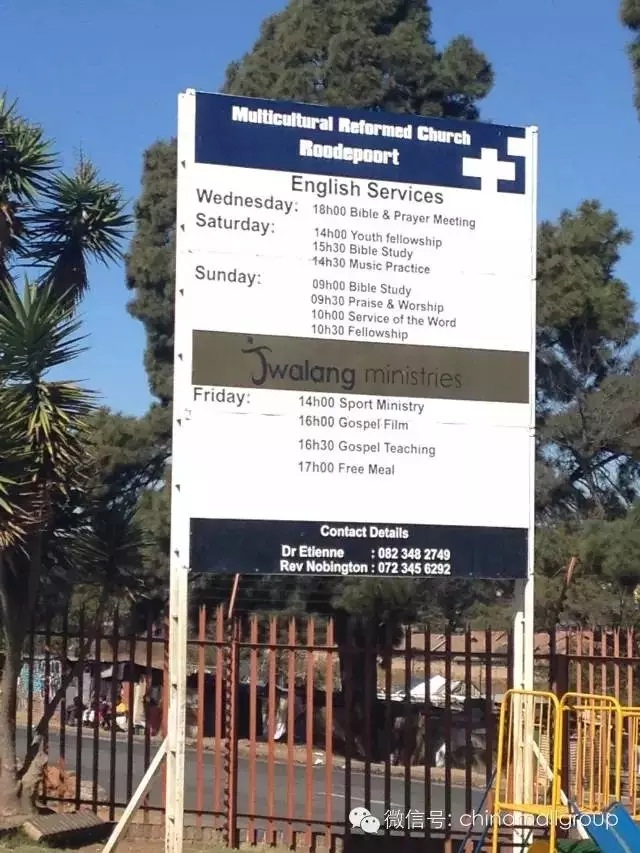 Multicultural Reformed Church
Roodepoort
English Services
Wednesday: 18h00 Bible & Prayer Meeting
Saturday: 14h00 Youth fellowship
15h30 Bible Study
14h30 Music Practice
Sunday: 09h00 Bible Study
09h30 Praise & Worship
10h00 Service of the Word
10h30 Fellowship
Jwalang ministries
Friday: 14h00 Sport Ministry
16h00 Gospel Film
16h30 Gospel Teaching
17h00 Free Meal
Contact Details
Dr Etienne : 082 348 2749
Rev Nobington : 072 345 6292
微信号: chinamallgroup